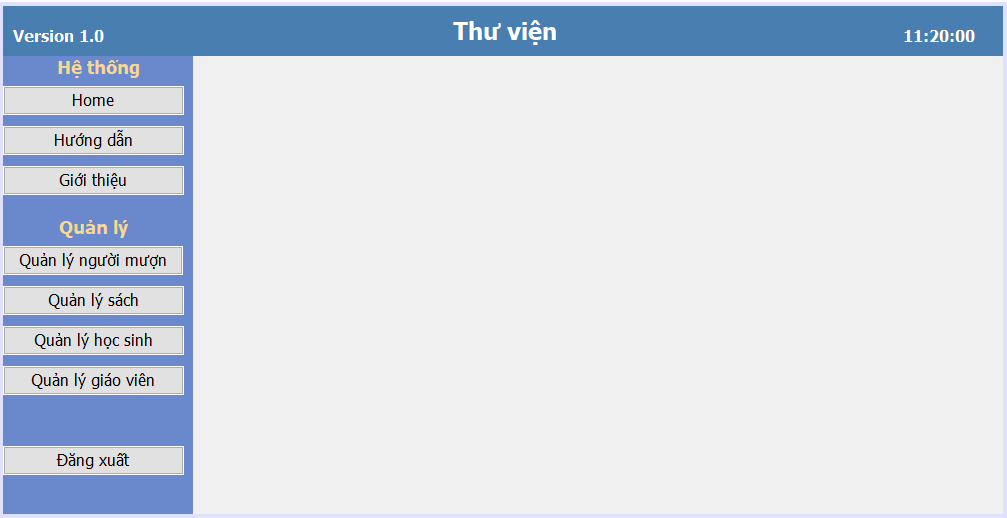 Version 1.0
Thư viện
11:20:00
Hệ thống
Home
Hướng dẫn
Giới thiệu
Quản lý
Quản lý người mượn
Quản lý sách
Quản lý học sinh
Quản lý giáo viên
Đăng xuất